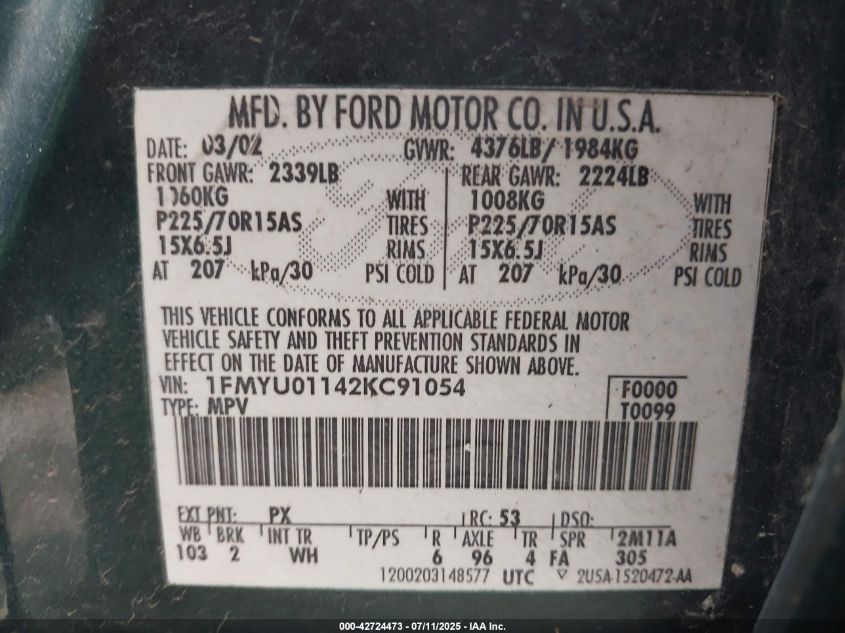 MFD. BY FORD MOTOR CO. IN U.S.A.
DATE: 03/02 GVWR: 4376LB/ 1984KG
FRONT GAWR: 2339LB REAR GAWR: 2224LB
1060KG WITH 1008KG WITH
P225/70R15AS TIRES P225/70R15AS TIRES
15X6.5J RIMS 15X6.5J RIMS
AT 207 kPa/30 PSI COLD AT 207 kPa/30 PSI COLD
THIS VEHICLE CONFORMS TO ALL APPLICABLE FEDERAL MOTOR
VEHICLE SAFETY AND THEFT PREVENTION STANDARDS IN
EFFECT ON THE DATE OF MANUFACTURE SHOWN ABOVE.
VIN: 1FMYU01142KC91054 F0000
TYPE: MPV T0099
EXT PNT: PX RC: 53 DSO:
WB BRK INT TR TP/PS R AXLE TR SPR 2M11A
103 2 WH 6 96 4 FA 305
1200203148577 UTC ▽ 2U5A-1520472-AA
000-42724473 - 07/11/2025 - IAA Inc.